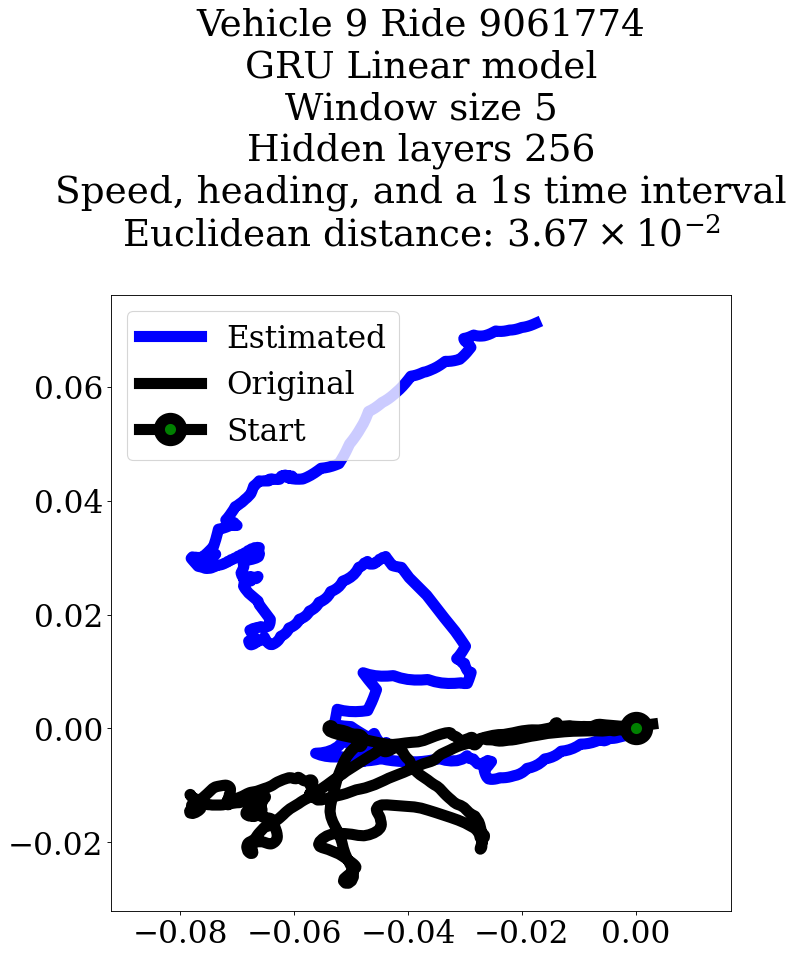 Vehicle 9 Ride 9061774
GRU Linear model
Window size 5
Hidden layers 256
Speed, heading, and a 1s time interval
Euclidean distance: 3.67 × 10⁻²
Estimated
Original
Start
0.06
0.04
0.02
0.00
−0.02
−0.08 −0.06 −0.04 −0.02 0.00